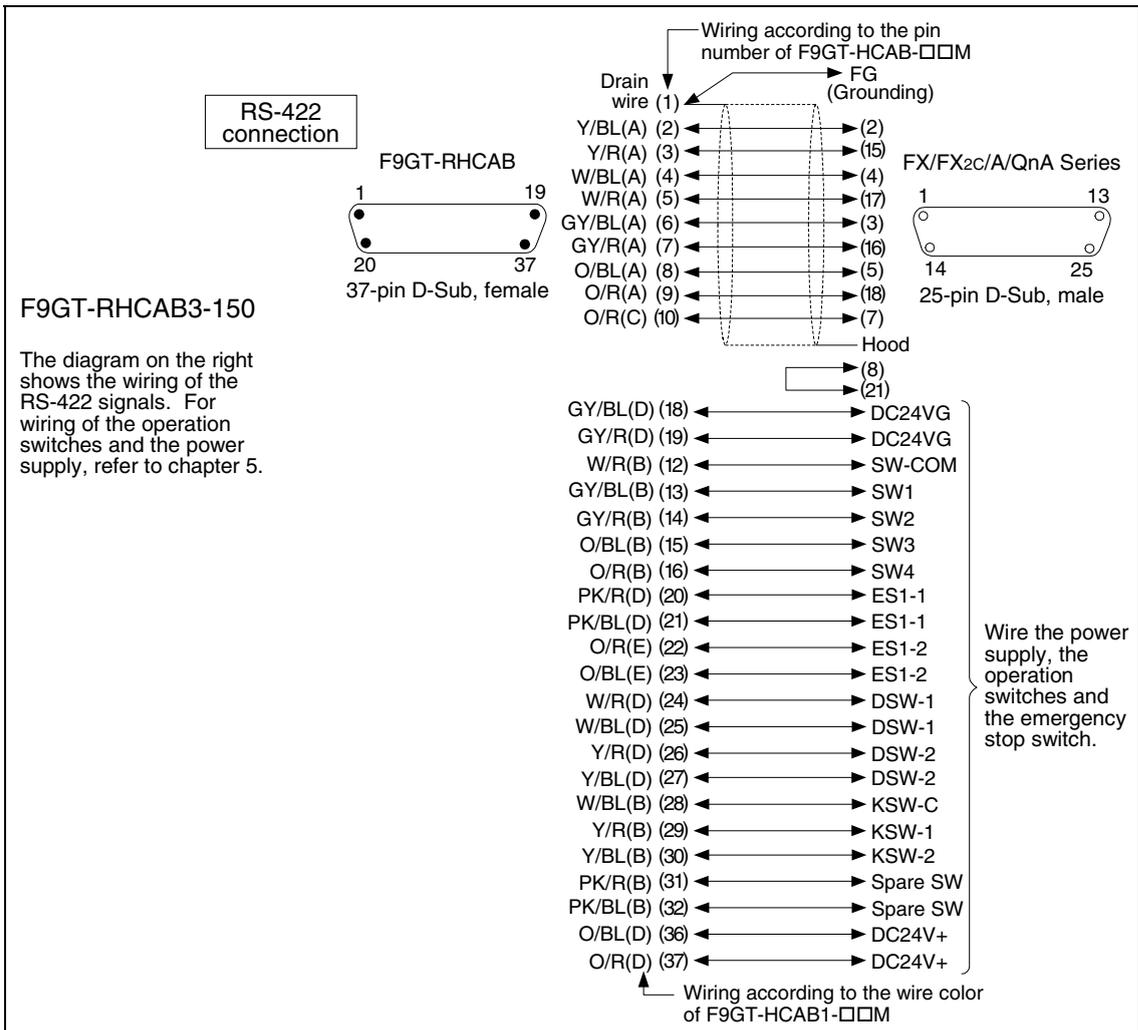 Wiring according to the pin
number of F9GT-HCAB-□□M
Drain
wire (1)
FG
(Grounding)
RS-422
connection
Y/BL(A) (2) (2)
Y/R(A) (3) (15)
W/BL(A) (4) (4)
W/R(A) (5) (17)
GY/BL(A) (6) (3)
GY/R(A) (7) (16)
O/BL(A) (8) (5)
O/R(A) (9) (18)
O/R(C) (10) (7)
Hood
(8)
(21)
F9GT-RHCAB
1 19
20 37
37-pin D-Sub, female
FX/FX2C/A/QnA Series
1 13
14 25
25-pin D-Sub, male
F9GT-RHCAB3-150
The diagram on the right
shows the wiring of the
RS-422 signals. For
wiring of the operation
switches and the power
supply, refer to chapter 5.
GY/BL(D) (18) DC24VG
GY/R(D) (19) DC24VG
W/R(B) (12) SW-COM
GY/BL(B) (13) SW1
GY/R(B) (14) SW2
O/BL(B) (15) SW3
O/R(B) (16) SW4
PK/R(D) (20) ES1-1
PK/BL(D) (21) ES1-1
O/R(E) (22) ES1-2
O/BL(E) (23) ES1-2
W/R(D) (24) DSW-1
W/BL(D) (25) DSW-1
Y/R(D) (26) DSW-2
Y/BL(D) (27) DSW-2
W/BL(B) (28) KSW-C
Y/R(B) (29) KSW-1
Y/BL(B) (30) KSW-2
PK/R(B) (31) Spare SW
PK/BL(B) (32) Spare SW
O/BL(D) (36) DC24V+
O/R(D) (37) DC24V+
Wire the power
supply, the
operation
switches and
the emergency
stop switch.
Wiring according to the wire color
of F9GT-HCAB1-□□M